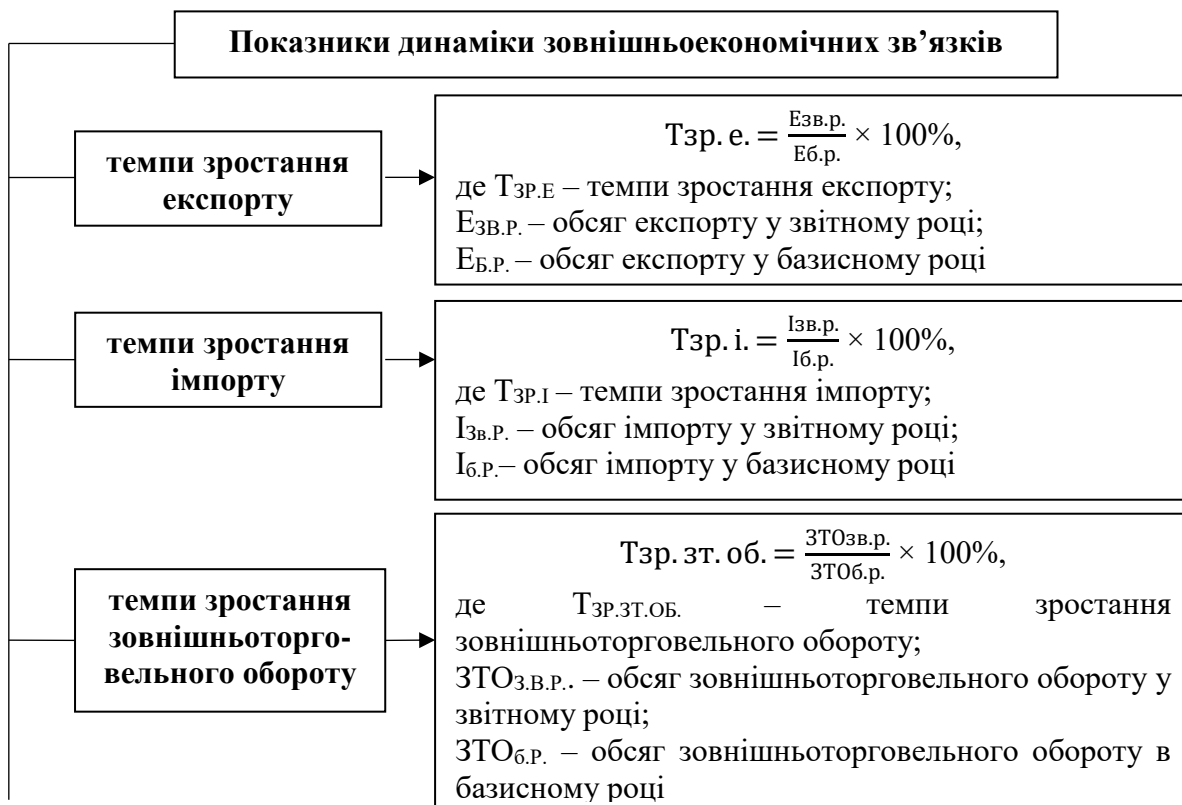 Показники динаміки зовнішньоекономічних зв’язків
темпи зростання
експорту
Тзр. е. = Езв.р. / Еб.р. × 100%,
де ТЗР.Е – темпи зростання експорту;
ЕЗВ.Р. – обсяг експорту у звітному році;
ЕБ.Р. – обсяг експорту у базисному році
темпи зростання
імпорту
Тзр. і. = Ізв.р. / Іб.р. × 100%,
де ТЗР.І – темпи зростання імпорту;
ІЗв.Р. – обсяг імпорту у звітному році;
Іб.Р.– обсяг імпорту у базисному році
темпи зростання
зовнішньоторго-
вельного обороту
Тзр. зт. об. = ЗТОзв.р. / ЗТОб.р. × 100%,
де ТЗР.ЗТ.ОБ. – темпи зростання
зовнішньоторговельного обороту;
ЗТОЗ.В.Р.. – обсяг зовнішньоторговельного обороту у
звітному році;
ЗТОб.Р. – обсяг зовнішньоторговельного обороту в
базисному році